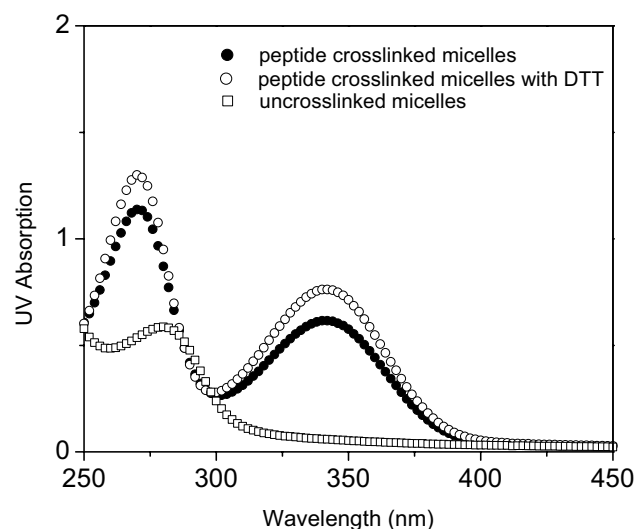 2
peptide crosslinked micelles
peptide crosslinked micelles with DTT
uncrosslinked micelles
1
UV Absorption
0
250 300 350 400 450
Wavelength (nm)